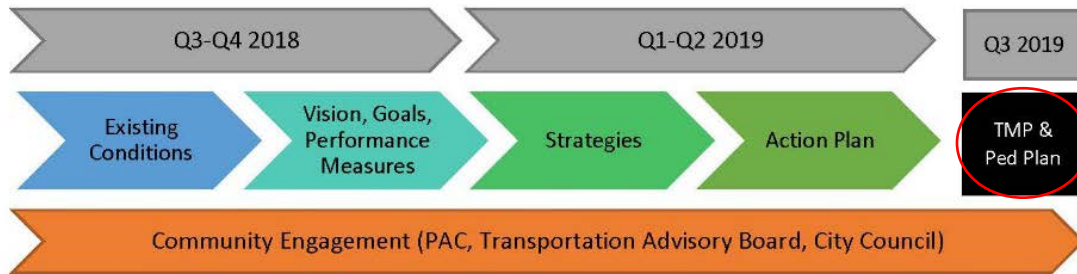 Q3-Q4 2018
Q1-Q2 2019
Q3 2019
Existing
Conditions
Vision, Goals,
Performance
Measures
Strategies
Action Plan
TMP &
Ped Plan
Community Engagement (PAC, Transportation Advisory Board, City Council)